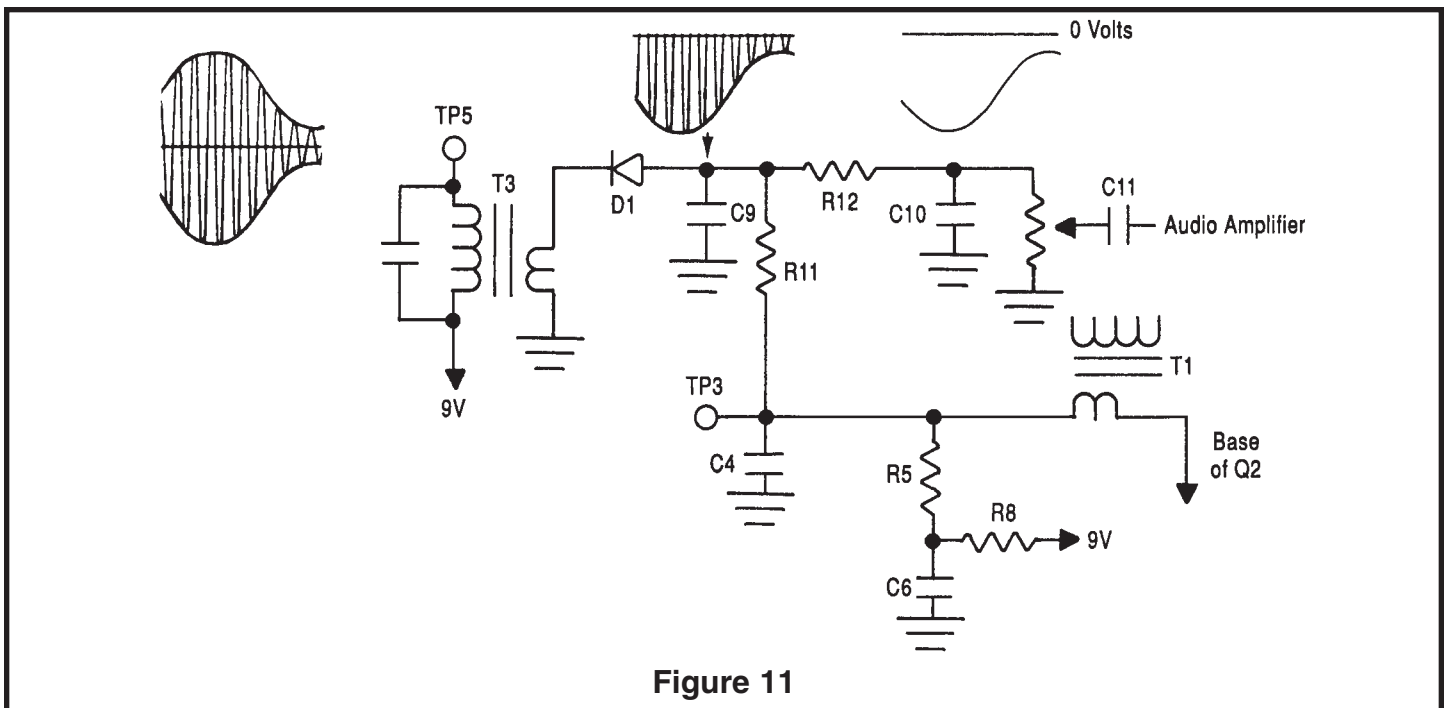 0 Volts
TP5
T3
D1
C9
R12
C10
C11
Audio Amplifier
R11
9V
T1
TP3
C4
R5
Base
of Q2
R8
9V
C6
Figure 11